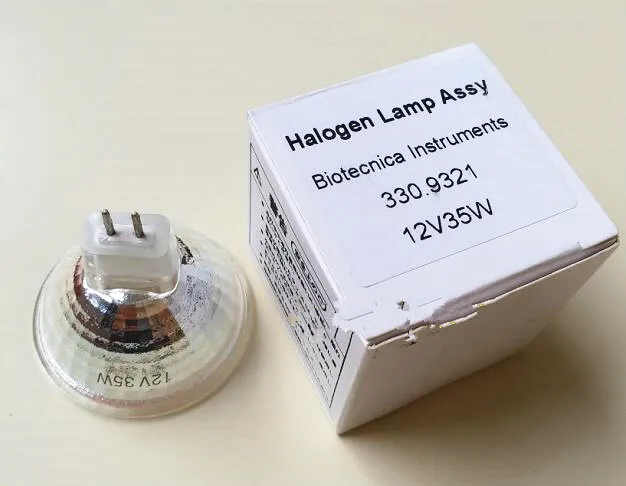 Halogen Lamp Assy
Biotecnica Instruments
330.9321
12V35W
12V 35W